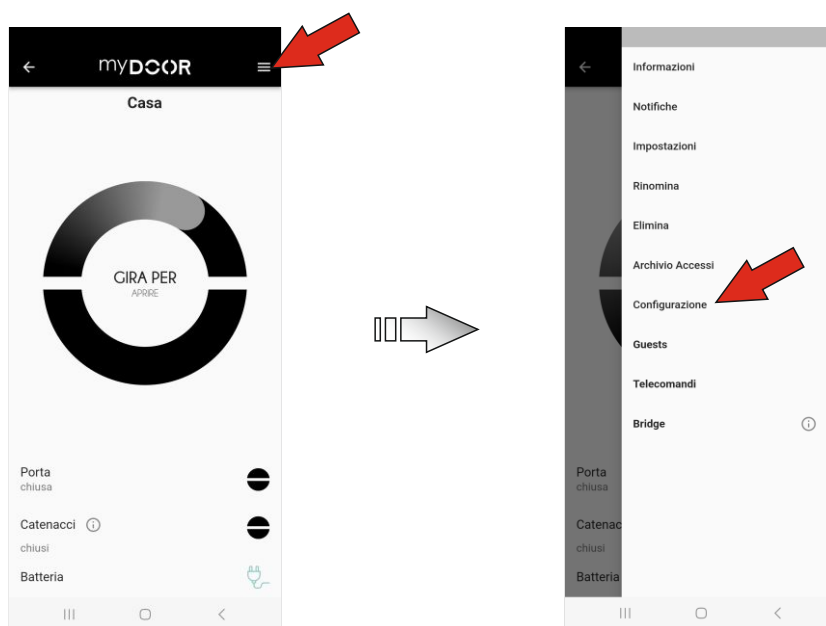 myDOOR
Casa
GIRA PER
APRIRE
Porta
chiusa
Catenacci
chiusi
Batteria
Informazioni
Notifiche
Impostazioni
Rinomina
Elimina
Archivio Accessi
Configurazione
Guests
Telecomandi
Bridge
Porta
chiusa
Catenac
chiusi
Batteria